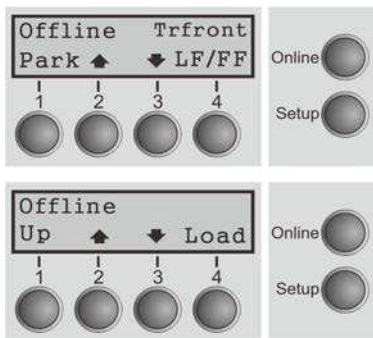 Offline Trfront
Park 🡅 🡇 LF/FF
1 2 3 4
Online
Setup
Offline
Up 🡅 🡇 Load
1 2 3 4
Online
Setup